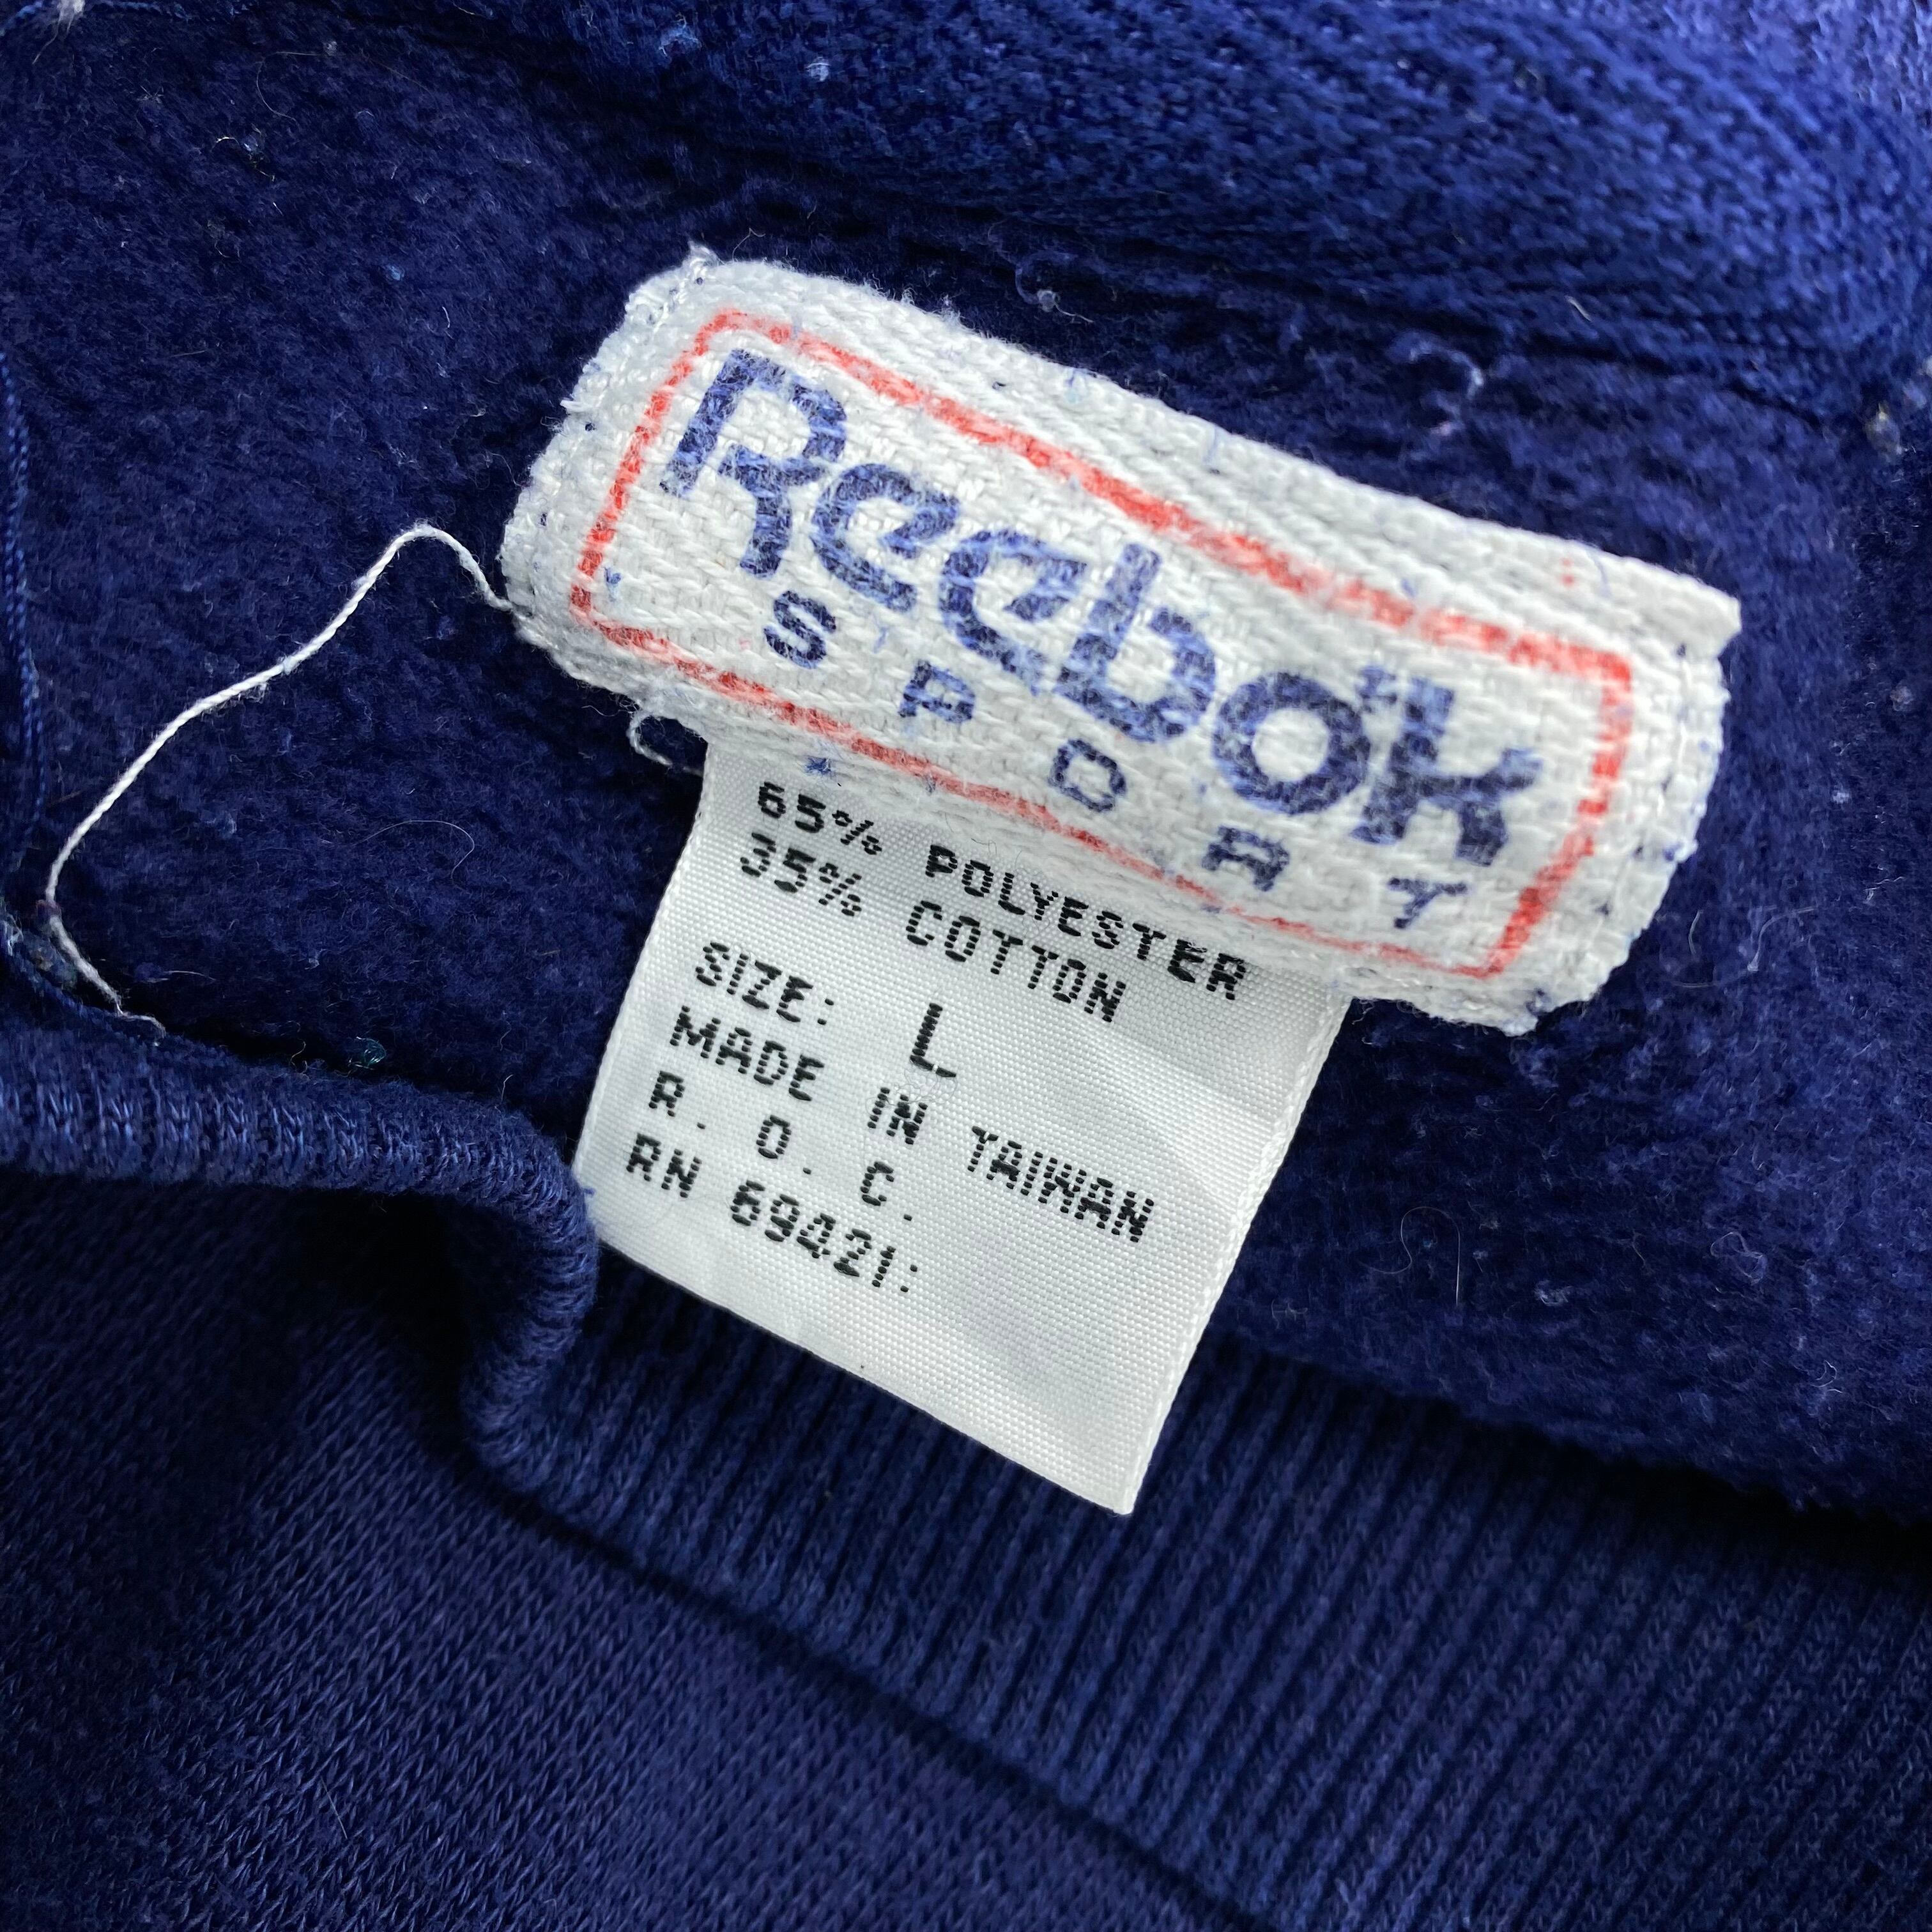 Reebok
SPORT
65% POLYESTER
35% COTTON
SIZE: L
MADE IN TAIWAN
R. O. C.
RN 69421: